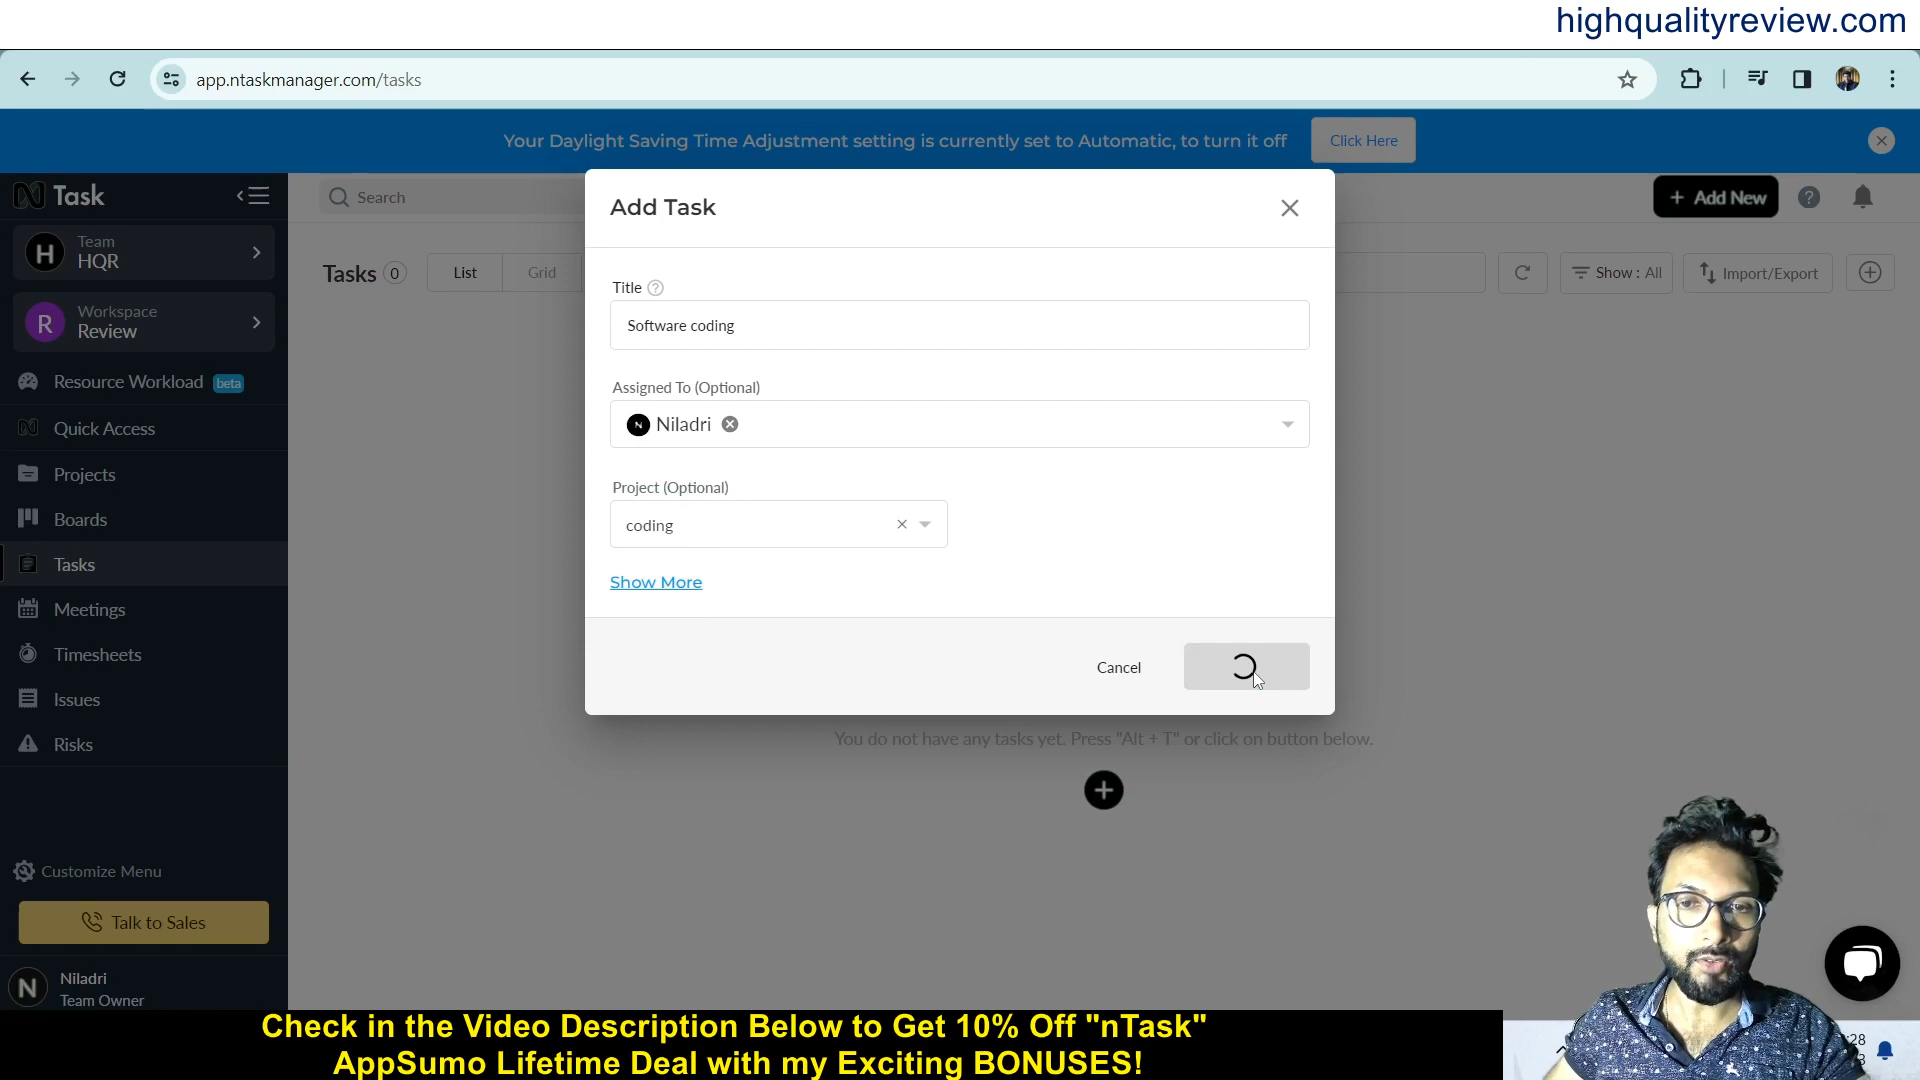 highqualityreview.com
app.ntaskmanager.com/tasks
Your Daylight Saving Time Adjustment setting is currently set to Automatic, to turn it off
Click Here
Task
Search
+ Add New
Team
HQR
Workspace
Review
Resource Workload beta
Quick Access
Projects
Boards
Tasks
Meetings
Timesheets
Issues
Risks
Customize Menu
Talk to Sales
N Niladri
Team Owner
Tasks 0
List
Grid
Show : All
Import/Export
Add Task
Title
Software coding
Assigned To (Optional)
Niladri
Project (Optional)
coding
Show More
Cancel
You do not have any tasks yet. Press "Alt + T" or click on button below.
Check in the Video Description Below to Get 10% Off "nTask"
AppSumo Lifetime Deal with my Exciting BONUSES!